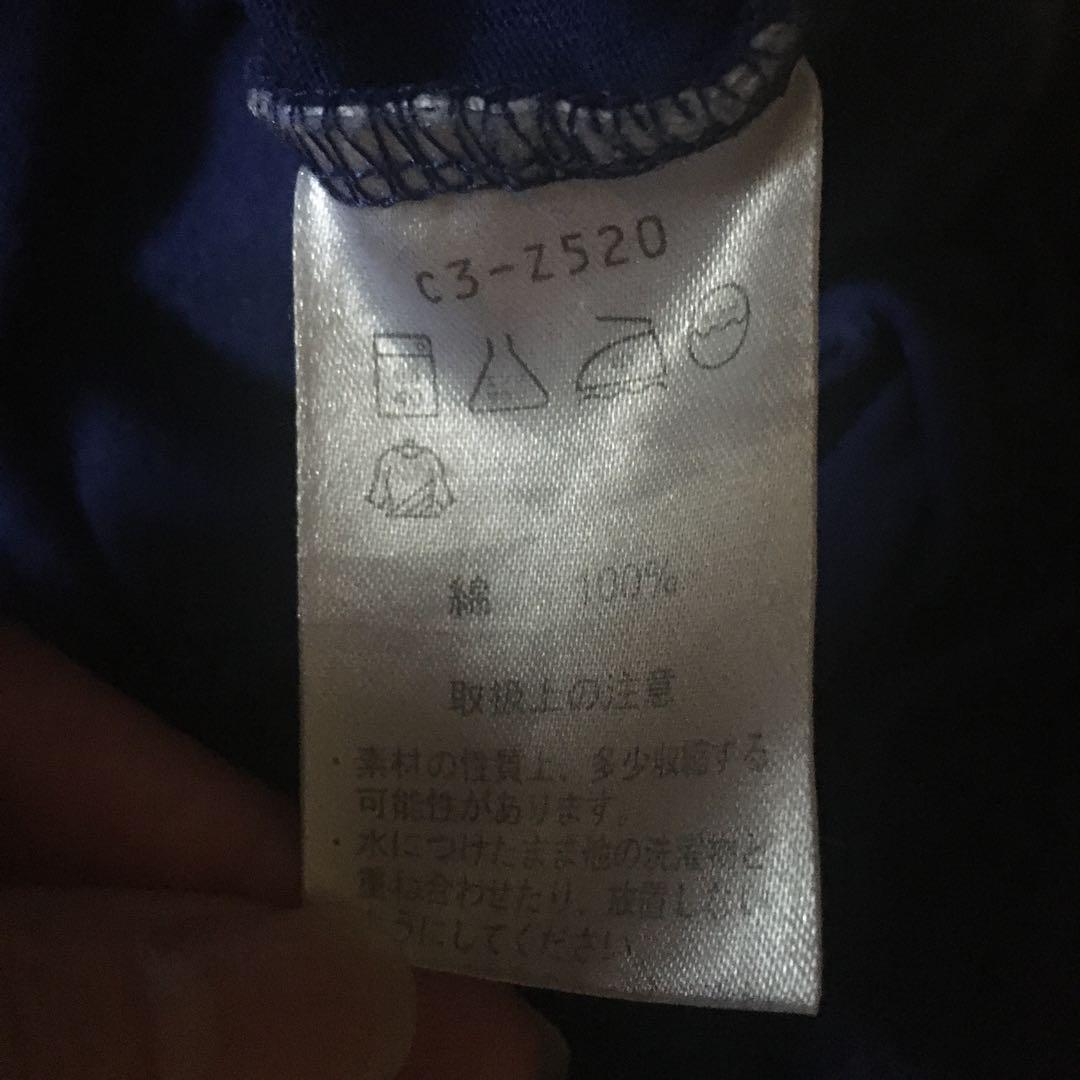 C3-Z520
40
綿 100%
取扱上の注意
・素材の性質上、多少収縮する
可能性があります。
・水につけたまま他の洗濯物と
重ね合わせたり、放置しない
ようにしてください